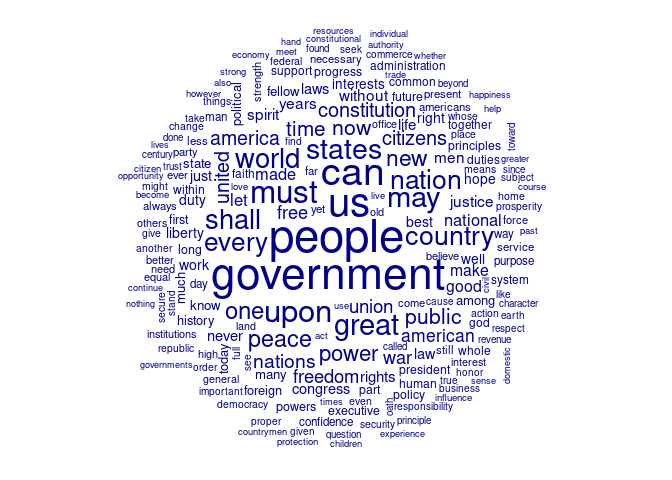 resources individual
hand constitutional authority
meet found seek commerce whether
economy federal necessary administration
strong support progress trade
also strength fellow laws interests common beyond
however things political years without future present happiness
take man spirit constitution americans help
change america time now office life right together whose
done less find states citizens place toward
lives party principles
century state world new men duties greater
citizen trust just faith made far can means since
opportunity ever united love nation hope subject
might within must us live may course
become duty let yet old justice home
always free best prosperity
others first shall people national force
give liberty country way past
another long every believe well service
better work make purpose
need day government good civil system
equal much like
continue know one upon use union come cause among character
nothing secure stand history land great public action earth
institutions never act god respect
republic peace called american revenue
high today full see power war law still whole
governments order nations president interest domestic
general many freedom rights human honor
important foreign congress part true sense
policy business
democracy powers times even oath influence
executive responsibility
proper confidence security principle
countrymen given question experience
protection children